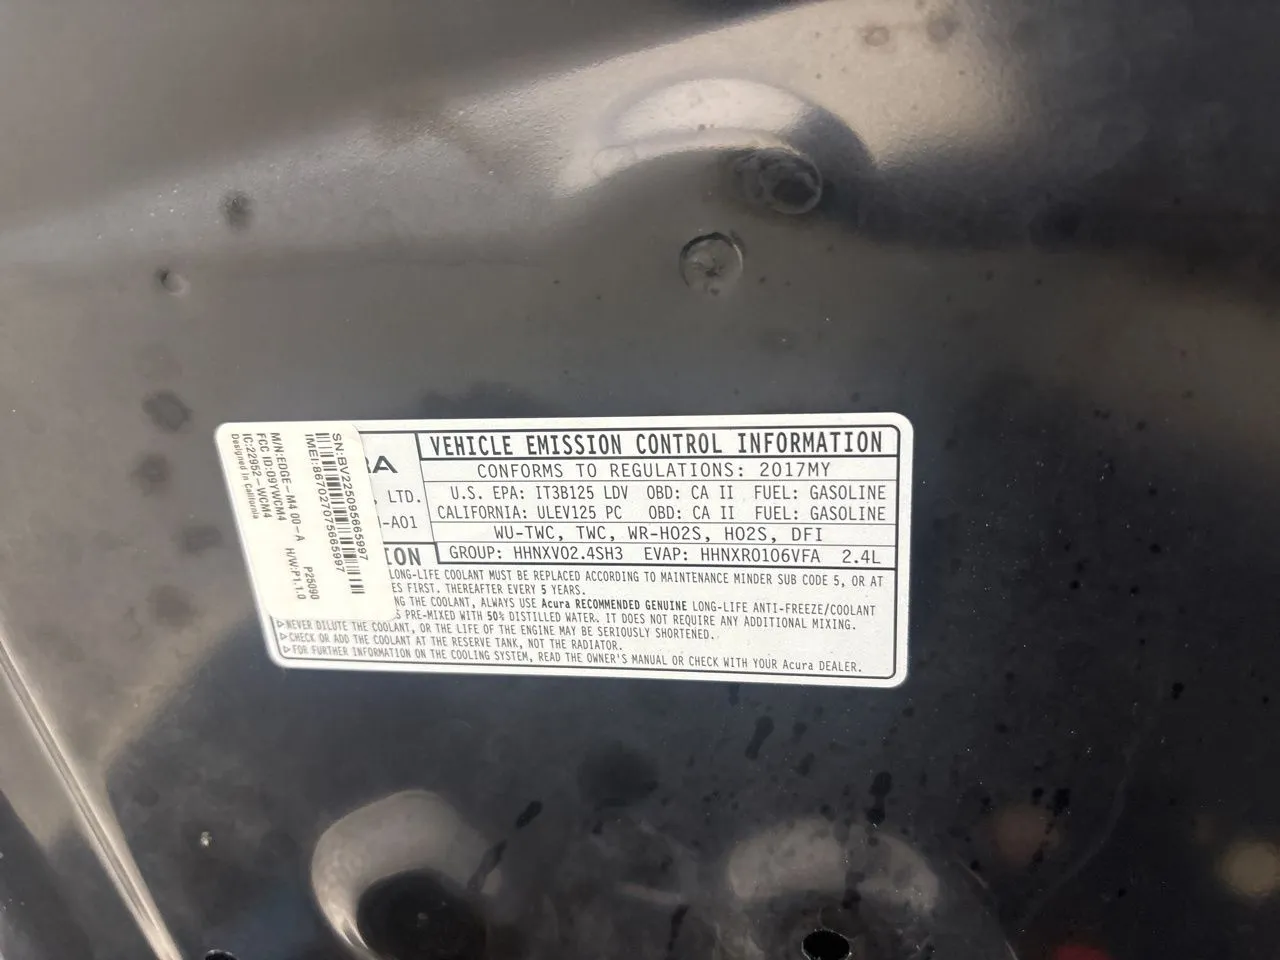 SN:BV225095665997
IMEI:867027075665997
M/N:EDGE-M4 00-A H/W:P1.1.0 P25090
FCC ID:09YWCM4
IC:22952-WCM4
Designed In California
VEHICLE EMISSION CONTROL INFORMATION
CONFORMS TO REGULATIONS: 2017MY
, LTD.
U.S. EPA: IT3B125 LDV OBD: CA II FUEL: GASOLINE
-A01
CALIFORNIA: ULEV125 PC OBD: CA II FUEL: GASOLINE
WU-TWC, TWC, WR-HO2S, HO2S, DFI
ION
GROUP: HHNXV02.4SH3 EVAP: HHNXR0106VFA 2.4L
LONG-LIFE COOLANT MUST BE REPLACED ACCORDING TO MAINTENANCE MINDER SUB CODE 5, OR AT
ES FIRST. THEREAFTER EVERY 5 YEARS.
NG THE COOLANT, ALWAYS USE Acura RECOMMENDED GENUINE LONG-LIFE ANTI-FREEZE/COOLANT
S PRE-MIXED WITH 50% DISTILLED WATER. IT DOES NOT REQUIRE ANY ADDITIONAL MIXING.
▷NEVER DILUTE THE COOLANT, OR THE LIFE OF THE ENGINE MAY BE SERIOUSLY SHORTENED.
▷CHECK OR ADD THE COOLANT AT THE RESERVE TANK, NOT THE RADIATOR.
▷FOR FURTHER INFORMATION ON THE COOLING SYSTEM, READ THE OWNER'S MANUAL OR CHECK WITH YOUR Acura DEALER.